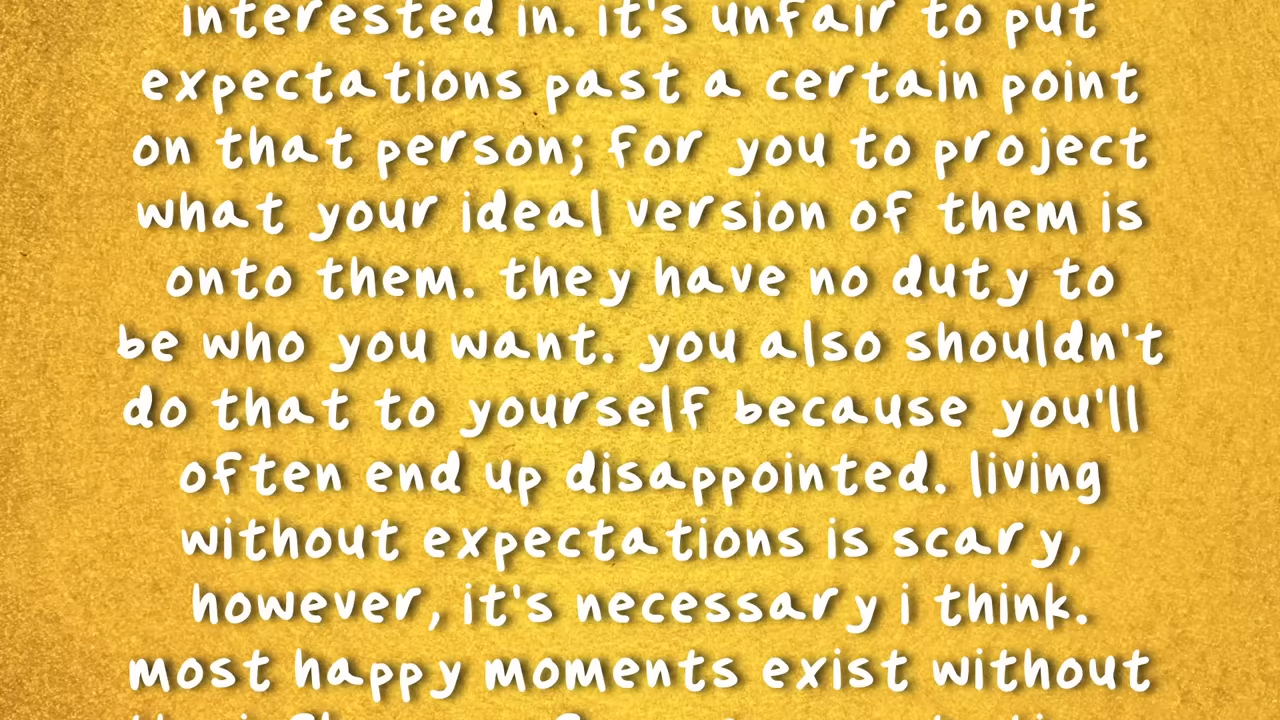 interested in. it's unfair to put
expectations past a certain point
on that person; for you to project
what your ideal version of them is
onto them. they have no duty to
be who you want. you also shouldn't
do that to yourself because you'll
often end up disappointed. living
without expectations is scary,
however, it's necessary i think.
most happy moments exist without